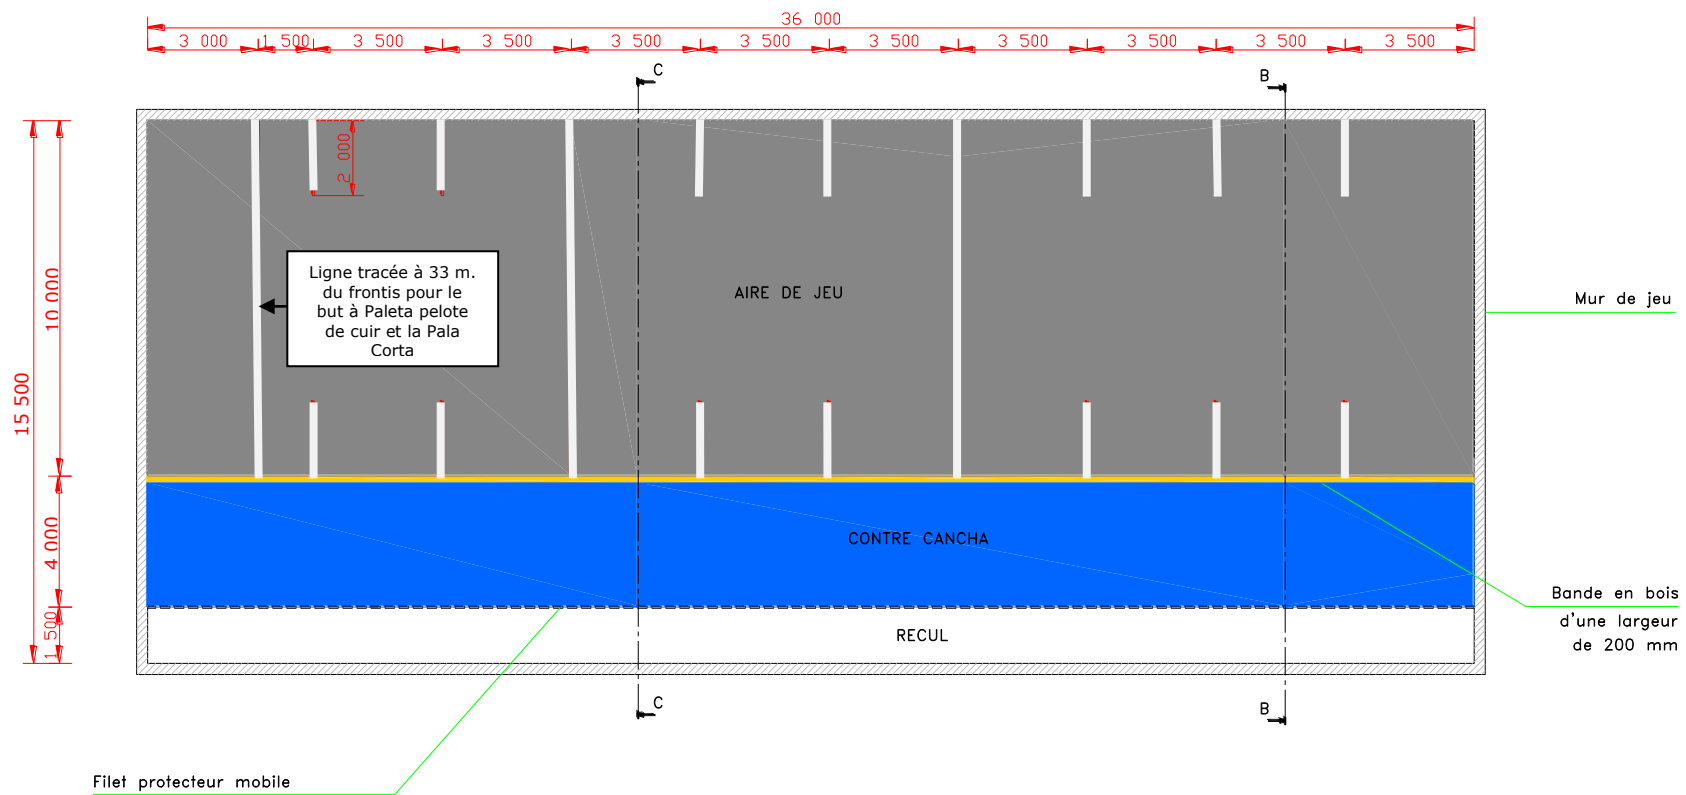 36 000
3 000 1 500 3 500 3 500 3 500 3 500 3 500 3 500 3 500 3 500 3 500
C
B
2 000
Ligne tracée à 33 m.
du frontis pour le
but à Paleta pelote
de cuir et la Pala
Corta
AIRE DE JEU
Mur de jeu
10 000
15 500
4 000
1 500
CONTRE CANCHA
RECUL
Bande en bois
d'une largeur
de 200 mm
C
B
Filet protecteur mobile